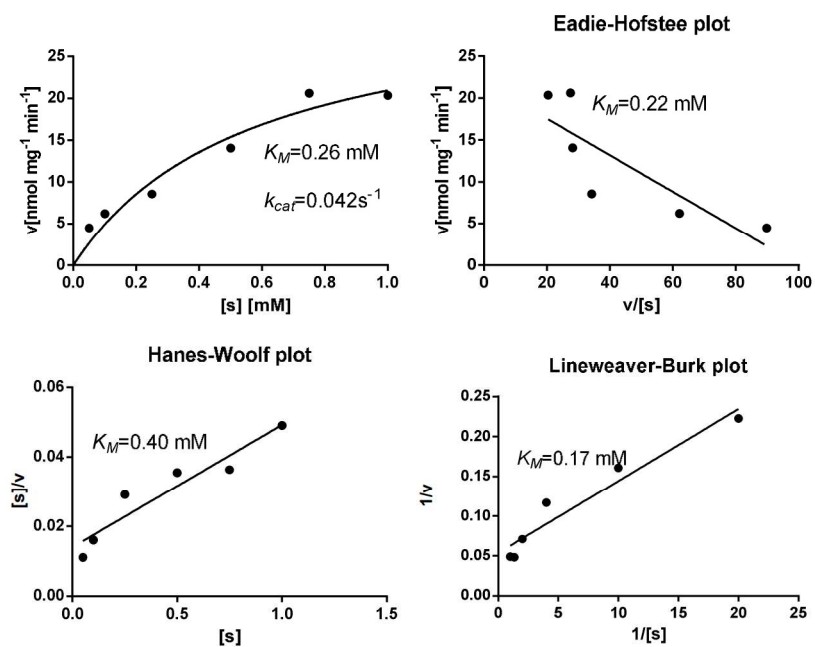 25
20
15
10
5
0
v[nmol mg⁻¹ min⁻¹]
K_M=0.26 mM
k_cat=0.042s⁻¹
0.0 0.2 0.4 0.6 0.8 1.0
[s] [mM]
Eadie-Hofstee plot
25
20
15
10
5
0
v[nmol mg⁻¹ min⁻¹]
K_M=0.22 mM
0 20 40 60 80 100
v/[s]
Hanes-Woolf plot
0.06
0.04
0.02
0.00
[s]/v
K_M=0.40 mM
0.0 0.5 1.0 1.5
[s]
Lineweaver-Burk plot
0.25
0.20
0.15
0.10
0.05
0.00
1/v
K_M=0.17 mM
0 5 10 15 20 25
1/[s]